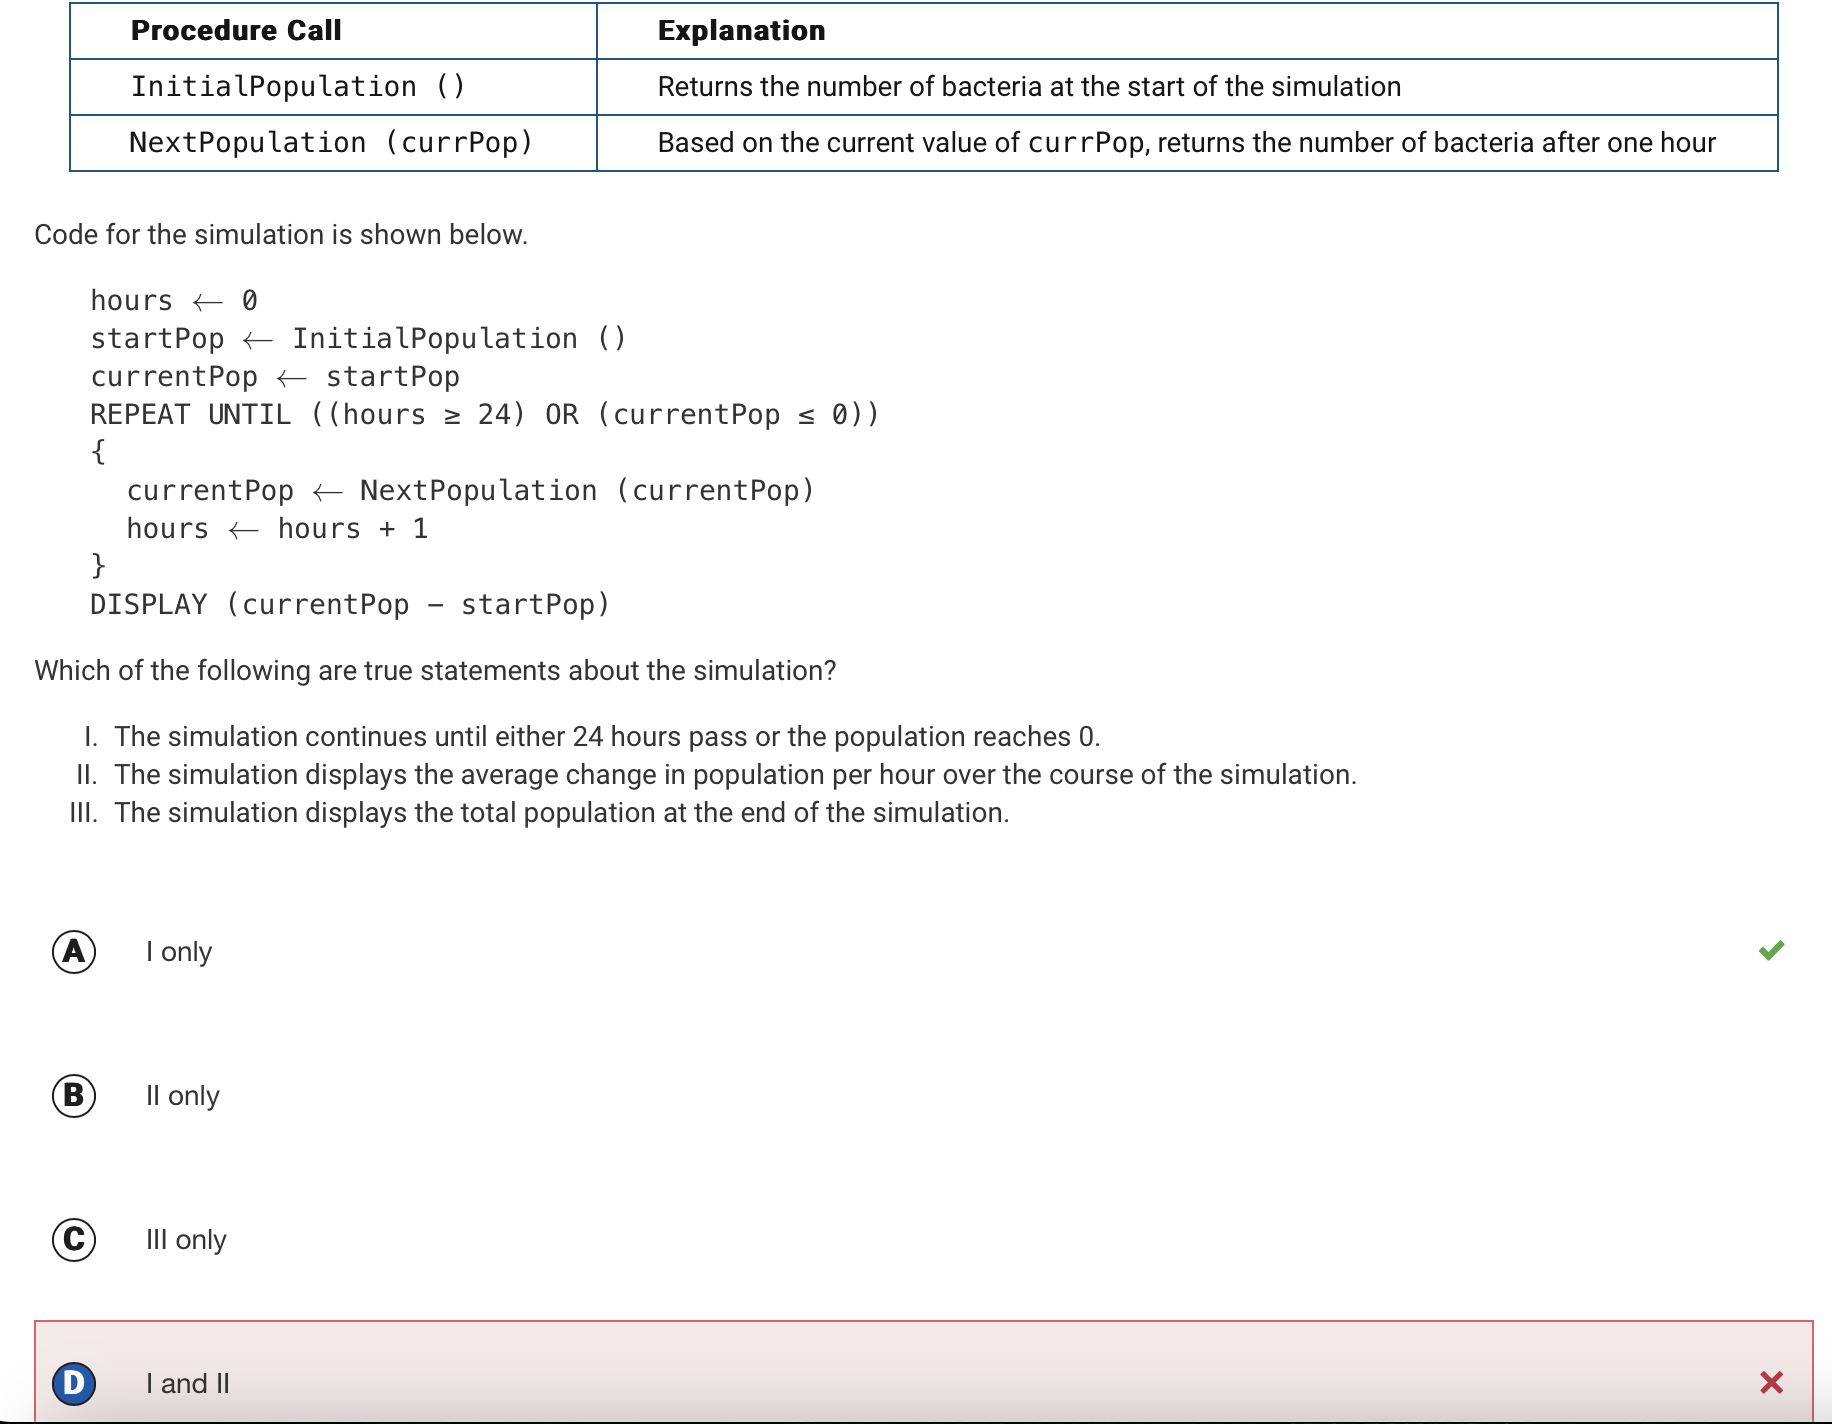 Procedure Call Explanation
InitialPopulation () Returns the number of bacteria at the start of the simulation
NextPopulation (currPop) Based on the current value of currPop, returns the number of bacteria after one hour
Code for the simulation is shown below.
hours ← 0
startPop ← InitialPopulation ()
currentPop ← startPop
REPEAT UNTIL ((hours ≥ 24) OR (currentPop ≤ 0))
{
currentPop ← NextPopulation (currentPop)
hours ← hours + 1
}
DISPLAY (currentPop – startPop)
Which of the following are true statements about the simulation?
I. The simulation continues until either 24 hours pass or the population reaches 0.
II. The simulation displays the average change in population per hour over the course of the simulation.
III. The simulation displays the total population at the end of the simulation.
A I only
B II only
C III only
D I and II